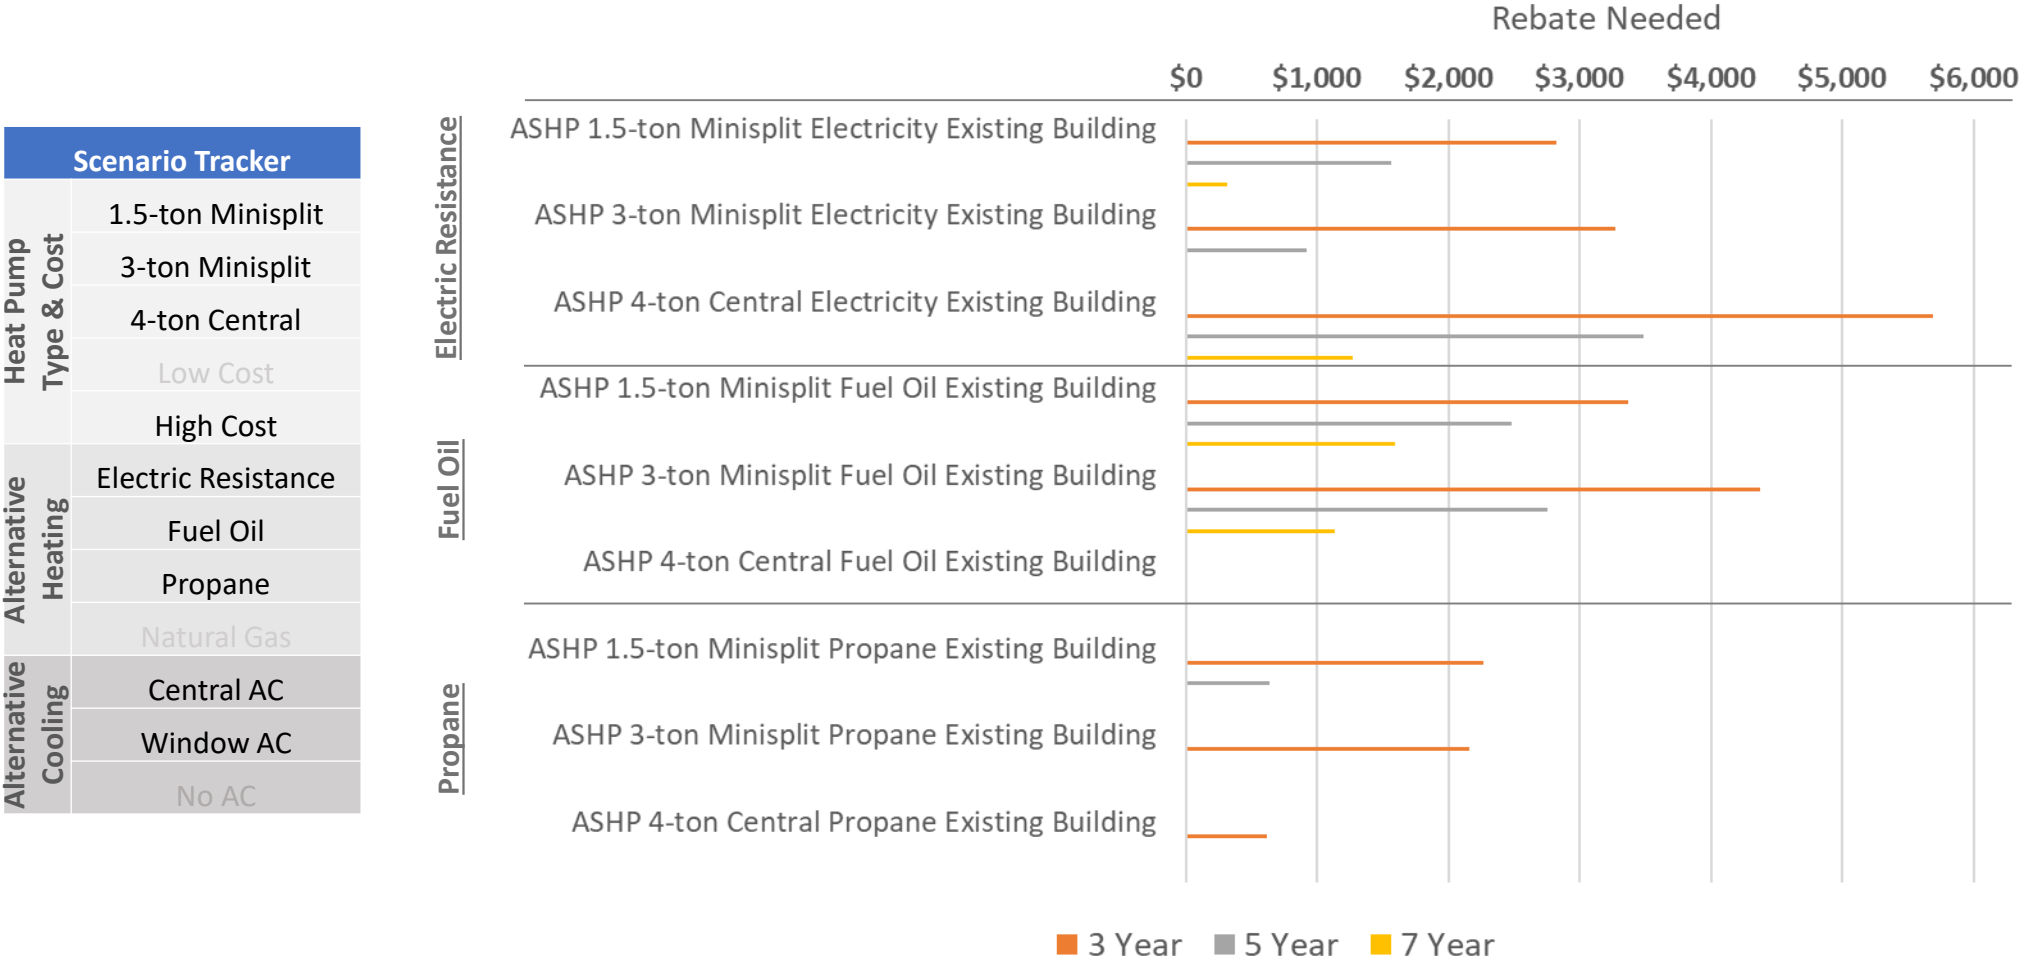 Rebate Needed
$0 $1,000 $2,000 $3,000 $4,000 $5,000 $6,000
Scenario Tracker
Heat Pump
Type & Cost
1.5-ton Minisplit
3-ton Minisplit
4-ton Central
Low Cost
High Cost
Alternative
Heating
Electric Resistance
Fuel Oil
Propane
Natural Gas
Alternative
Cooling
Central AC
Window AC
No AC
Electric Resistance
ASHP 1.5-ton Minisplit Electricity Existing Building
ASHP 3-ton Minisplit Electricity Existing Building
ASHP 4-ton Central Electricity Existing Building
Fuel Oil
ASHP 1.5-ton Minisplit Fuel Oil Existing Building
ASHP 3-ton Minisplit Fuel Oil Existing Building
ASHP 4-ton Central Fuel Oil Existing Building
Propane
ASHP 1.5-ton Minisplit Propane Existing Building
ASHP 3-ton Minisplit Propane Existing Building
ASHP 4-ton Central Propane Existing Building
3 Year 5 Year 7 Year